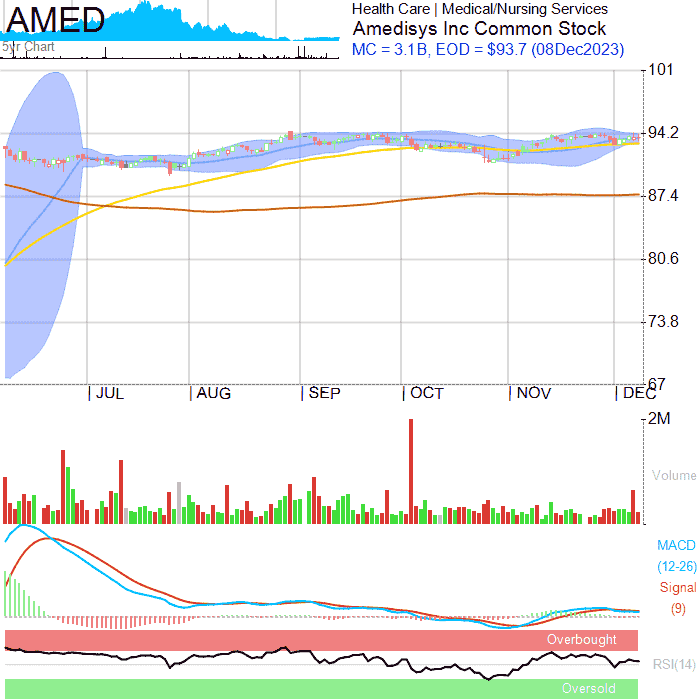 AMED
5yr Chart
Health Care | Medical/Nursing Services
Amedisys Inc Common Stock
MC = 3.1B, EOD = $93.7 (08Dec2023)
101
94.2
87.4
80.6
73.8
67
JUL AUG SEP OCT NOV DEC
2M
Volume
MACD
(12-26)
Signal
(9)
Overbought
RSI(14)
Oversold